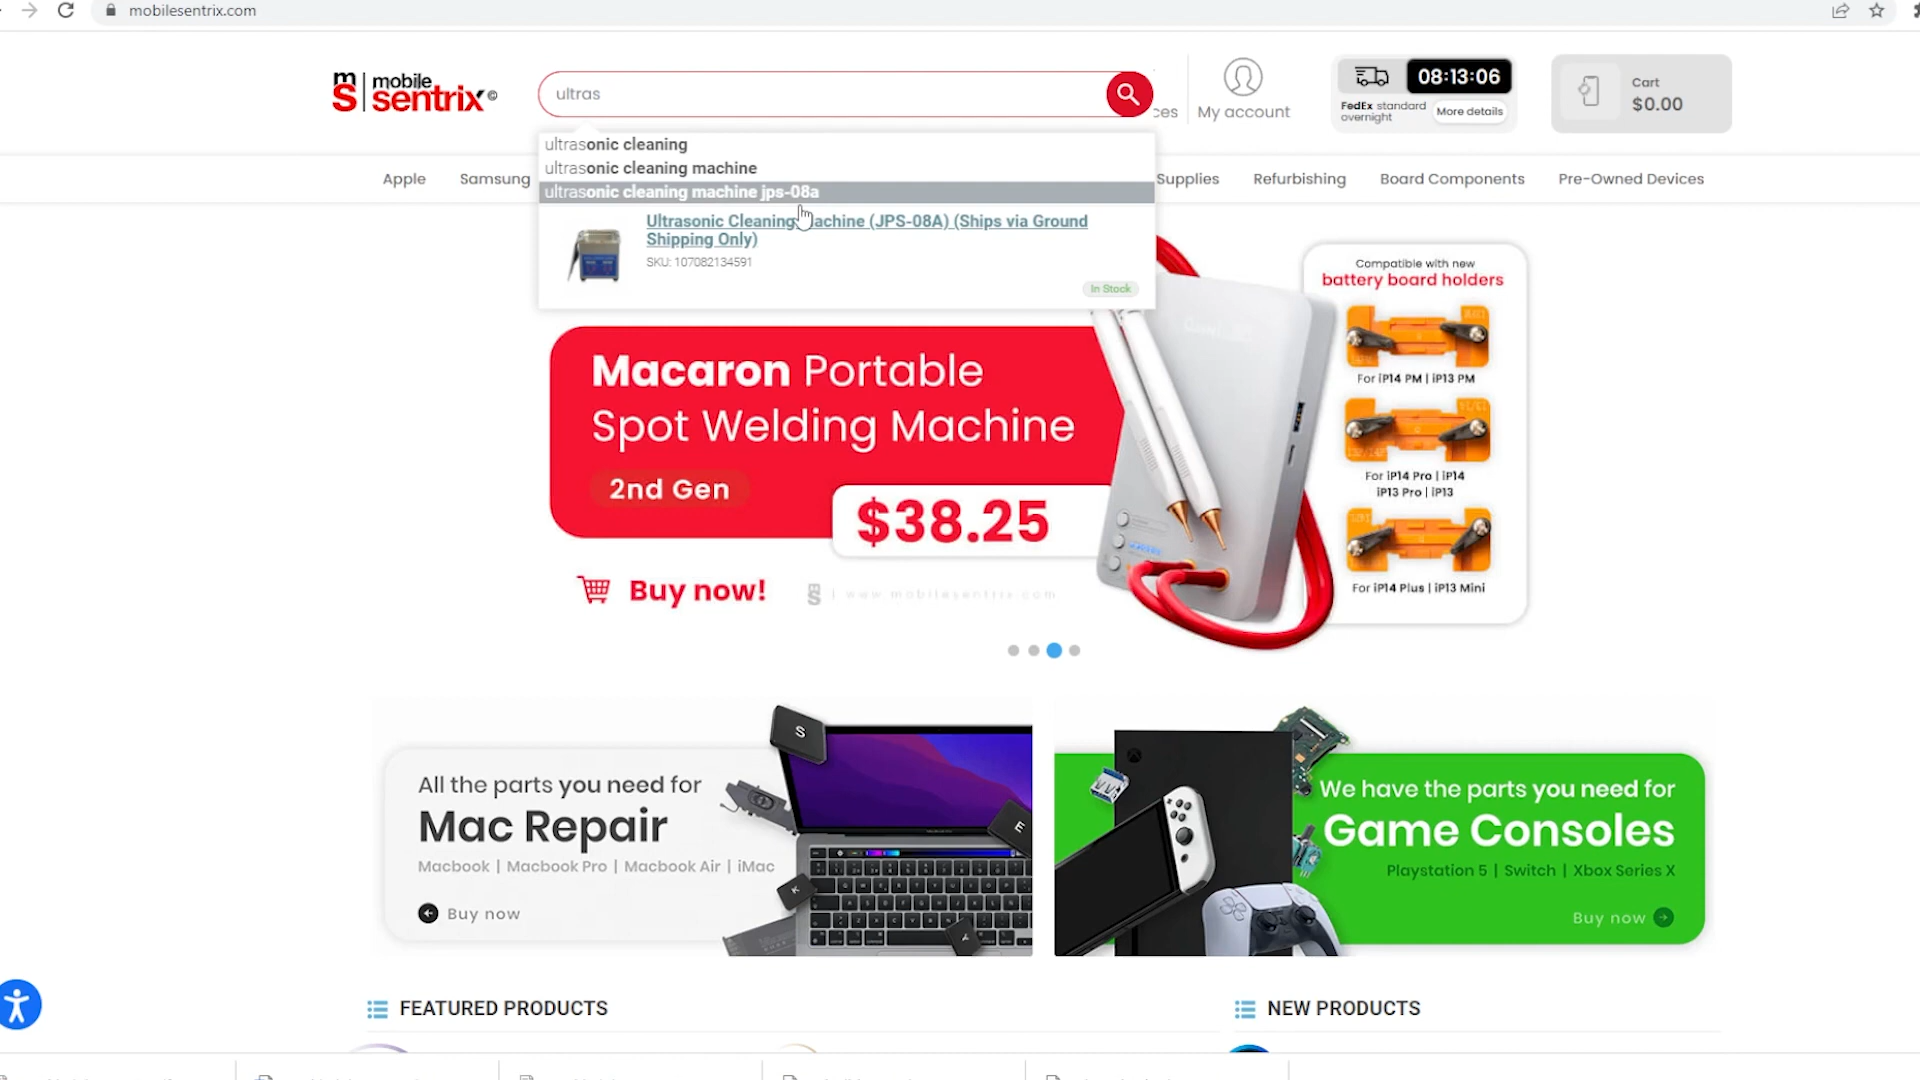 mobilesentrix.com
mobile
sentrix
ultras
ces
My account
08:13:06
FedEx standard
overnight
More details
Cart
$0.00
ultrasonic cleaning
ultrasonic cleaning machine
ultrasonic cleaning machine jps-08a
Apple
Samsung
Supplies
Refurbishing
Board Components
Pre-Owned Devices
Ultrasonic Cleaning Machine (JPS-08A) (Ships via Ground
Shipping Only)
SKU: 107082134591
In Stock
Compatible with new
battery board holders
Macaron Portable
Spot Welding Machine
2nd Gen
$38.25
Buy now!
www.mobilesentrix.com
For iP14 PM | iP13 PM
For iP14 Pro | iP14
iP13 Pro | iP13
For iP14 Plus | iP13 Mini
All the parts you need for
Mac Repair
Macbook | Macbook Pro | Macbook Air | iMac
Buy now
S
E
K
We have the parts you need for
Game Consoles
Playstation 5 | Switch | Xbox Series X
Buy now
FEATURED PRODUCTS
NEW PRODUCTS